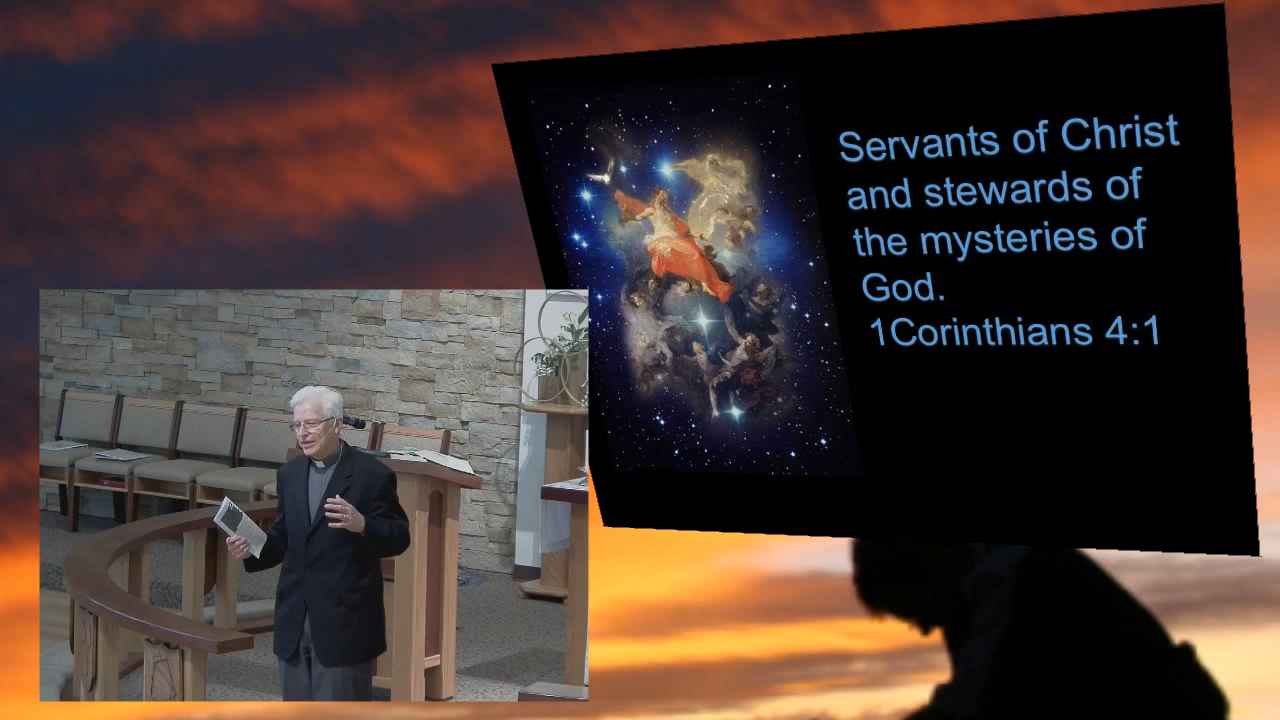 Servants of Christ
and stewards of
the mysteries of
God.
1Corinthians 4:1